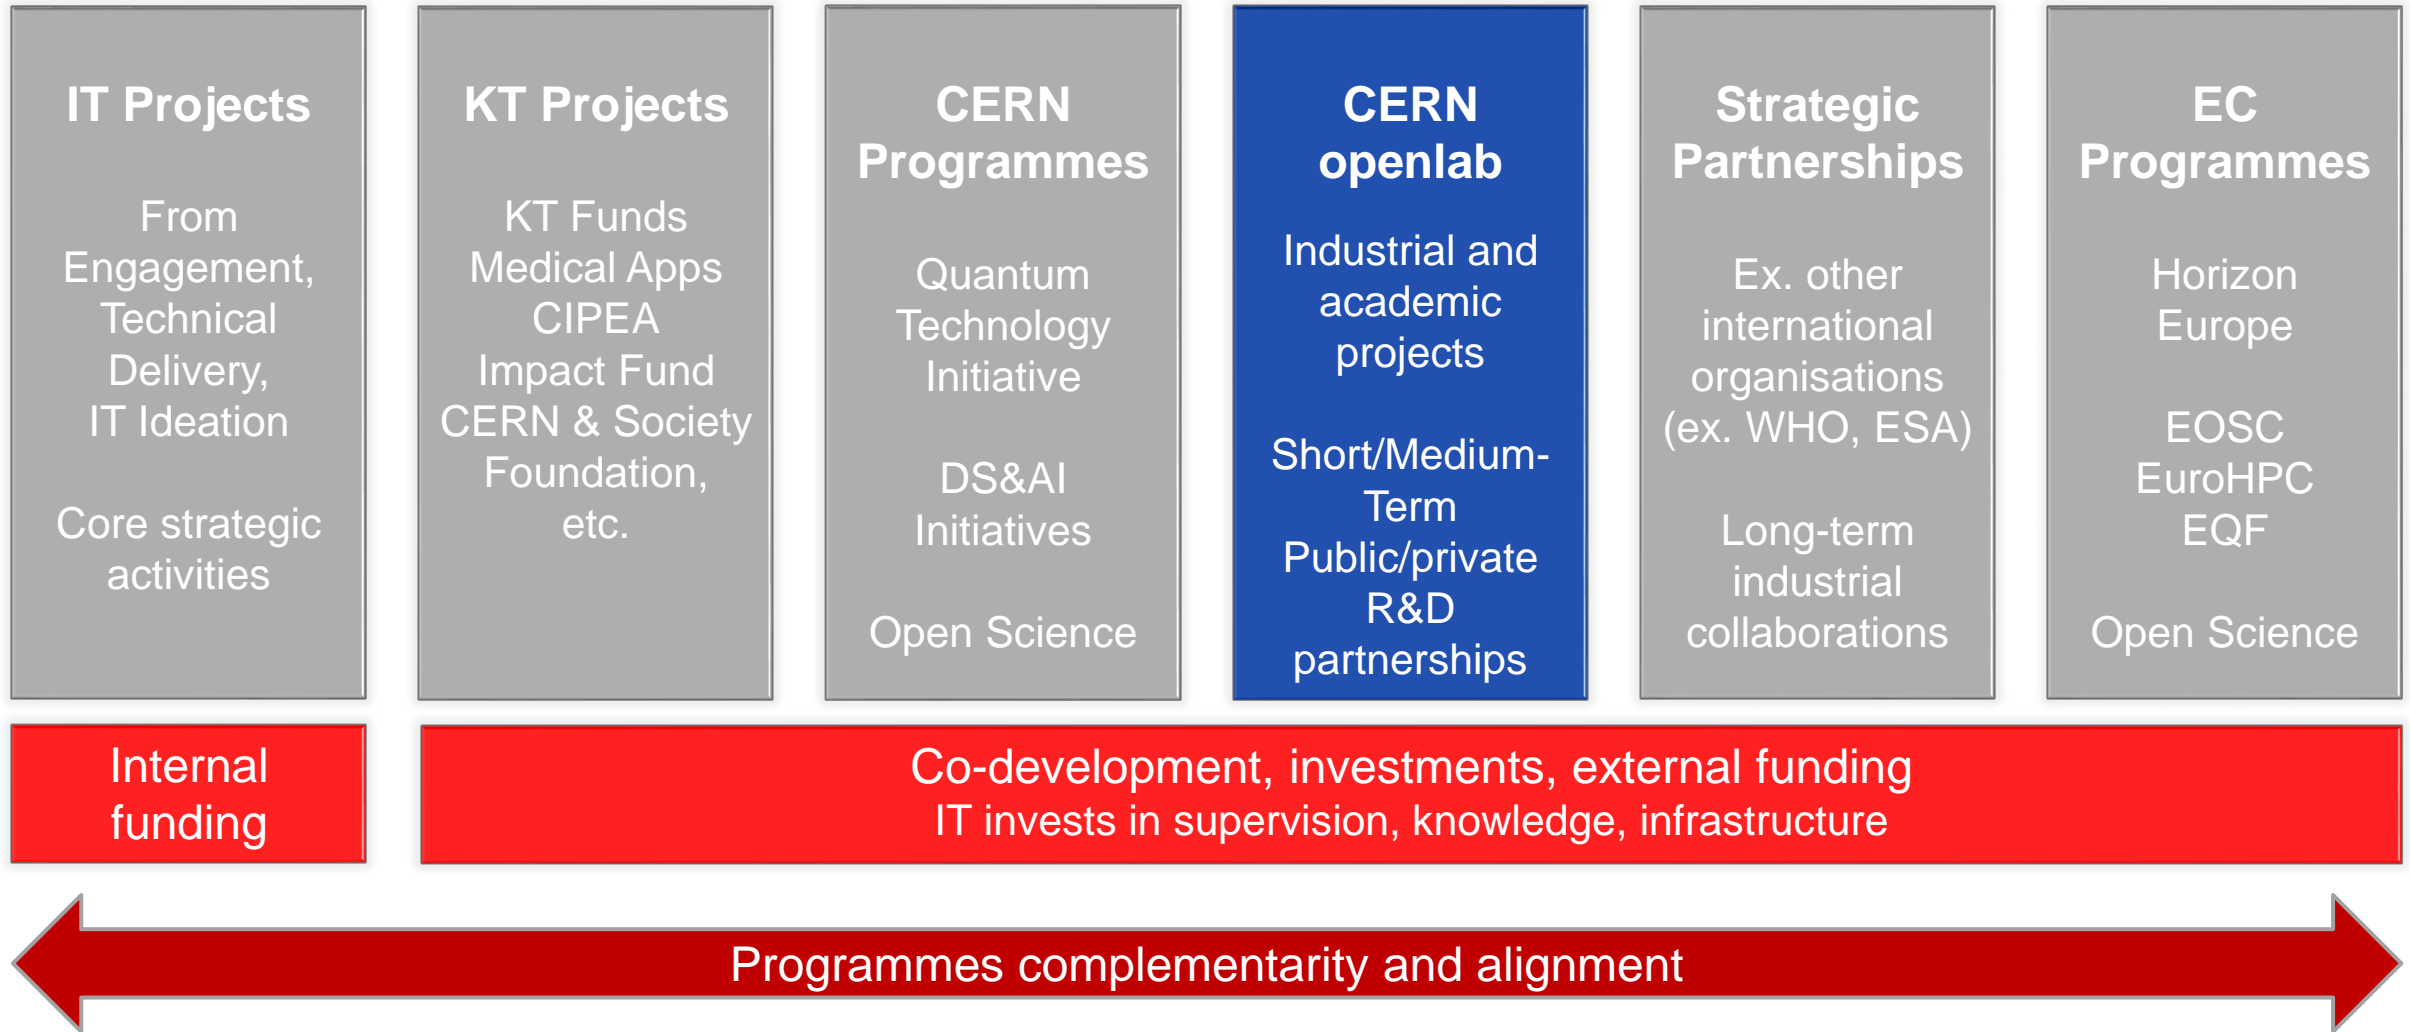 IT Projects
From
Engagement,
Technical
Delivery,
IT Ideation
Core strategic
activities
KT Projects
KT Funds
Medical Apps
CIPEA
Impact Fund
CERN & Society
Foundation,
etc.
CERN
Programmes
Quantum
Technology
Initiative
DS&AI
Initiatives
Open Science
CERN
openlab
Industrial and
academic
projects
Short/Medium-
Term
Public/private
R&D
partnerships
Strategic
Partnerships
Ex. other
international
organisations
(ex. WHO, ESA)
Long-term
industrial
collaborations
EC
Programmes
Horizon
Europe
EOSC
EuroHPC
EQF
Open Science
Internal
funding
Co-development, investments, external funding
IT invests in supervision, knowledge, infrastructure
Programmes complementarity and alignment